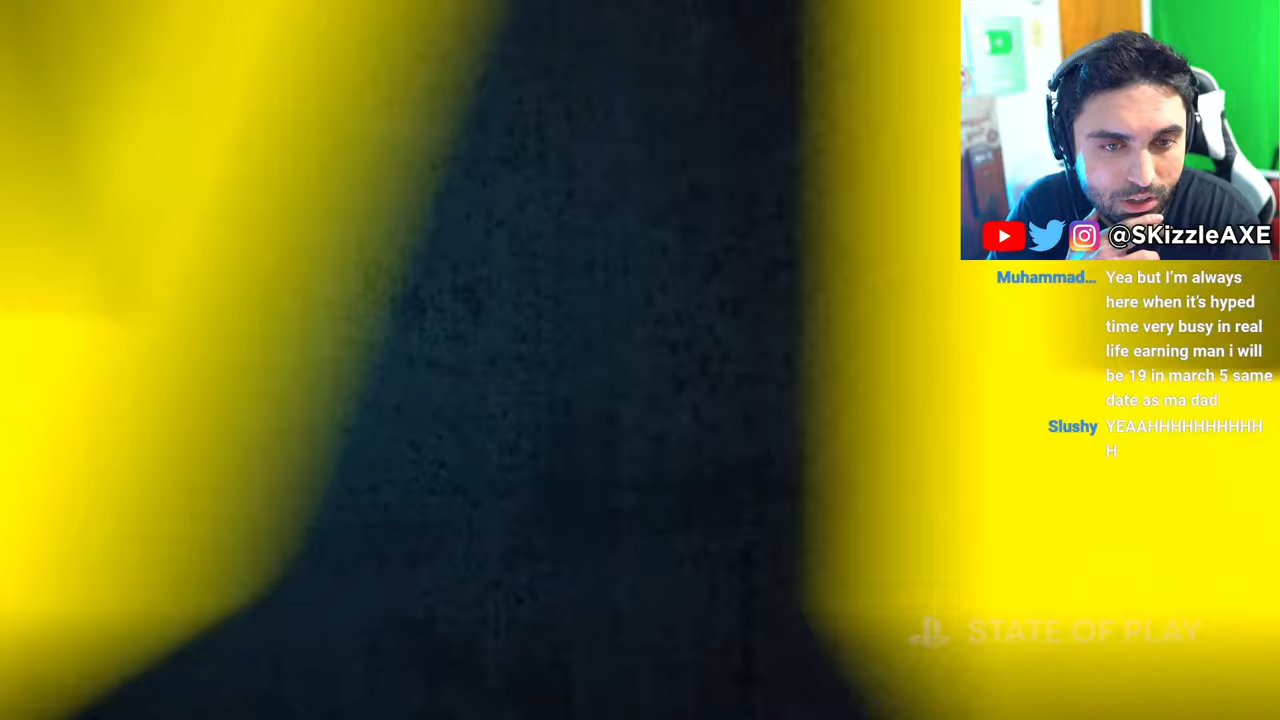 @SKizzleAXE
Muhammad… Yea but I’m always
here when it’s hyped
time very busy in real
life earning man i will
be 19 in march 5 same
date as ma dad
Slushy YEAAHHHHHHHHHH
H
STATE OF PLAY